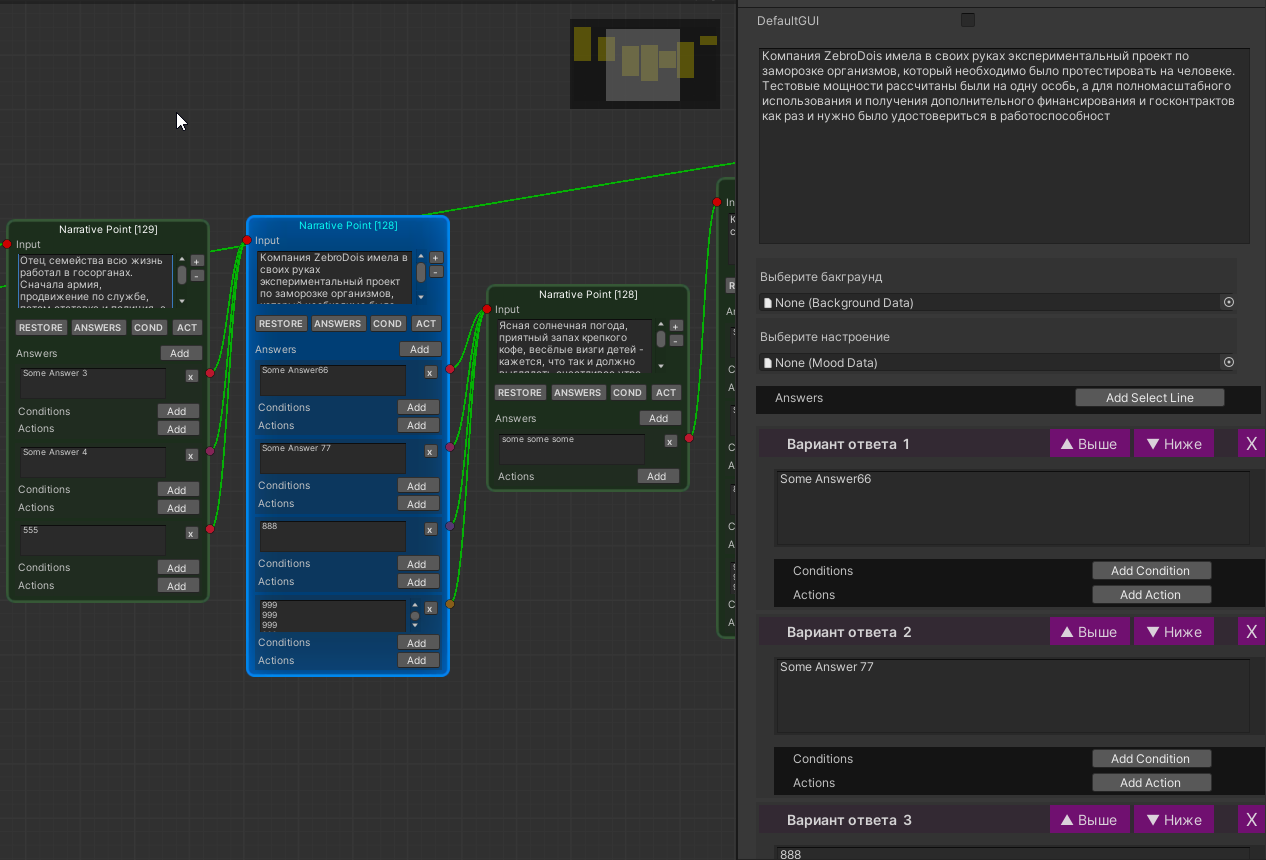 Narrative Point [129]
Input
Отец семейства всю жизнь
работал в госорганах.
Сначала армия,
продвижение по службе,
+
-
RESTORE ANSWERS COND ACT
Answers Add
Some Answer 3
x
Conditions Add
Actions Add
Some Answer 4
x
Conditions Add
Actions Add
555
x
Conditions Add
Actions Add
Narrative Point [128]
Input
Компания ZebroDois имела в
своих руках
экспериментальный проект
по заморозке организмов,
+
-
RESTORE ANSWERS COND ACT
Answers Add
Some Answer66
x
Conditions Add
Actions Add
Some Answer 77
x
Conditions Add
Actions Add
888
x
Conditions Add
Actions Add
999
999
999
x
Conditions Add
Actions Add
Narrative Point [128]
Input
Ясная солнечная погода,
приятный запах крепкого
кофе, весёлые визги детей -
кажется, что так и должно
+
-
RESTORE ANSWERS COND ACT
Answers Add
some some some
x
Actions Add
DefaultGUI
Компания ZebroDois имела в своих руках экспериментальный проект по
заморозке организмов, который необходимо было протестировать на человеке.
Тестовые мощности рассчитаны были на одну особь, а для полномасштабного
использования и получения дополнительного финансирования и госконтрактов
как раз и нужно было удостовериться в работоспособност
Выберите бакграунд
None (Background Data)
Выберите настроение
None (Mood Data)
Answers Add Select Line
Вариант ответа 1 ▲ Выше ▼ Ниже X
Some Answer66
Conditions Add Condition
Actions Add Action
Вариант ответа 2 ▲ Выше ▼ Ниже X
Some Answer 77
Conditions Add Condition
Actions Add Action
Вариант ответа 3 ▲ Выше ▼ Ниже X
888